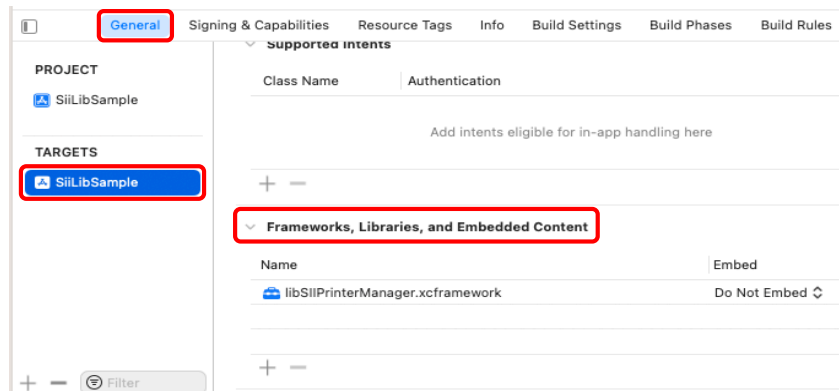 General Signing & Capabilities Resource Tags Info Build Settings Build Phases Build Rules
Supported Intents
PROJECT
SiiLibSample
TARGETS
SiiLibSample
Filter
Class Name Authentication
Add intents eligible for in-app handling here
Frameworks, Libraries, and Embedded Content
Name Embed
libSIIPrinterManager.xcframework Do Not Embed